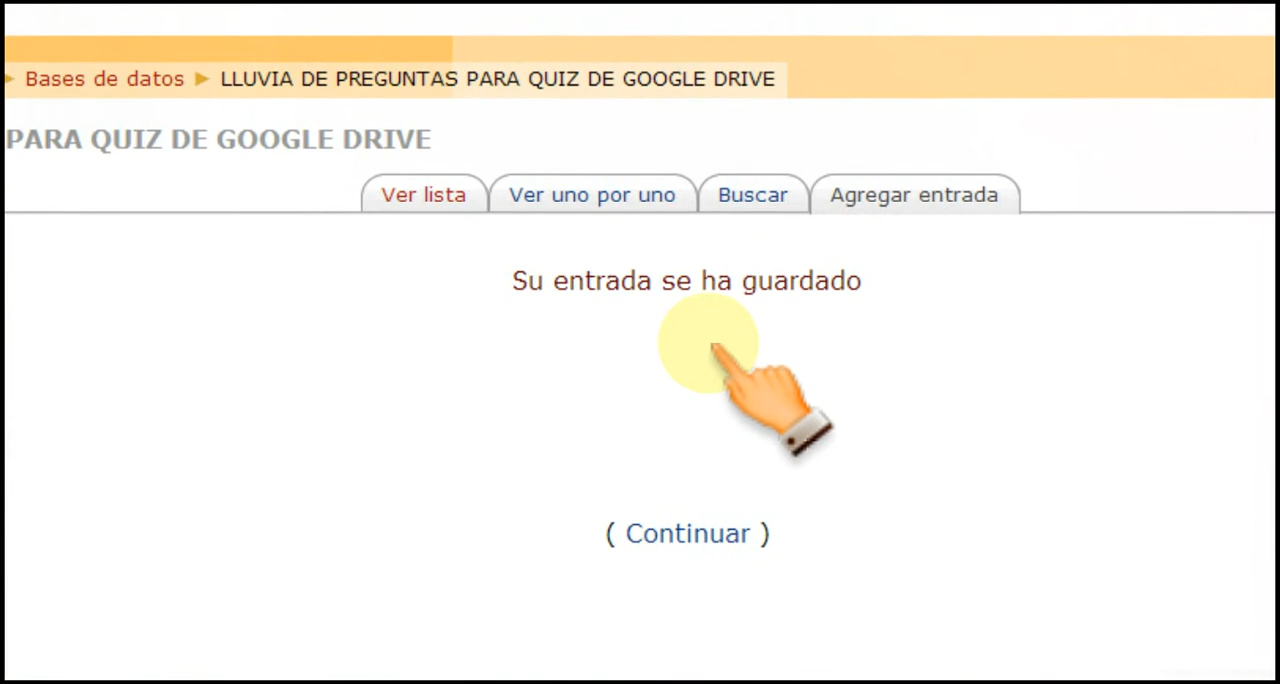 Bases de datos ► LLUVIA DE PREGUNTAS PARA QUIZ DE GOOGLE DRIVE
PARA QUIZ DE GOOGLE DRIVE
Ver lista Ver uno por uno Buscar Agregar entrada
Su entrada se ha guardado
( Continuar )